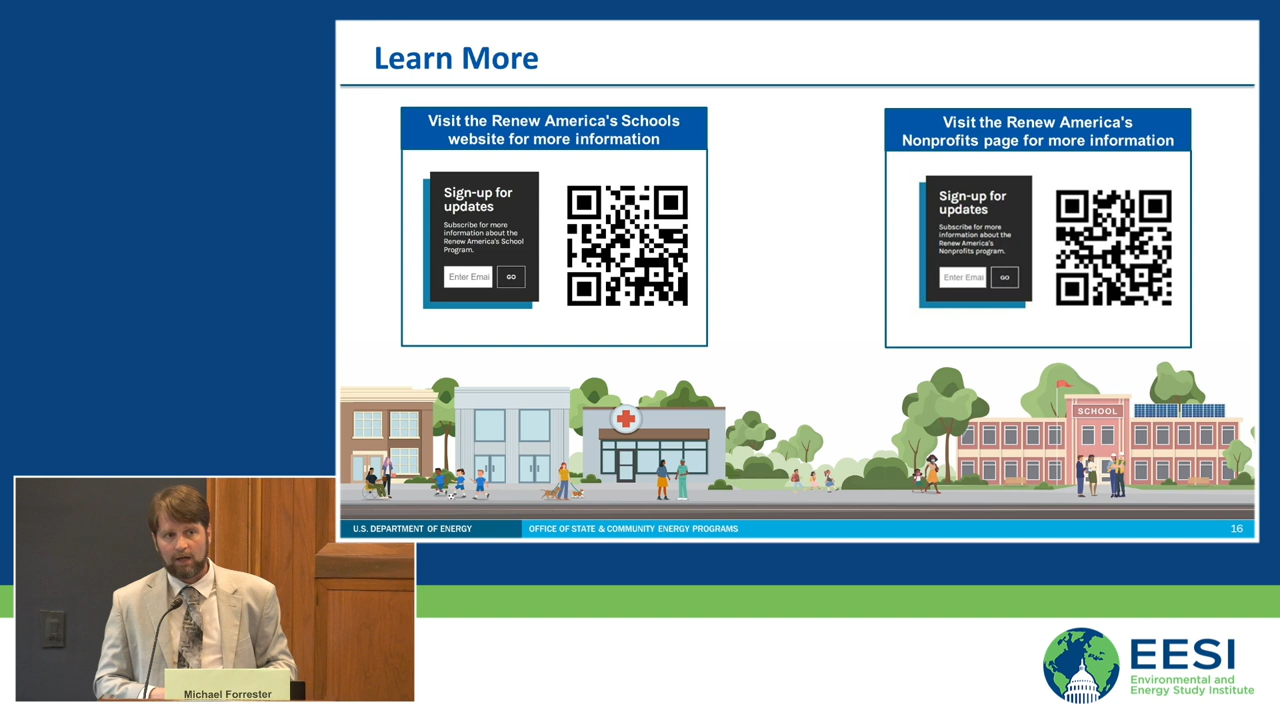 Learn More
Visit the Renew America's Schools
website for more information
Sign-up for
updates
Subscribe for more
information about the
Renew America's School
Program.
Enter Emai
GO
Visit the Renew America's
Nonprofits page for more information
Sign-up for
updates
Subscribe for more
information about the
Renew America's
Nonprofits program.
Enter Emai
GO
SCHOOL
U.S. DEPARTMENT OF ENERGY
OFFICE OF STATE & COMMUNITY ENERGY PROGRAMS
16
Michael Forrester
EESI
Environmental and
Energy Study Institute